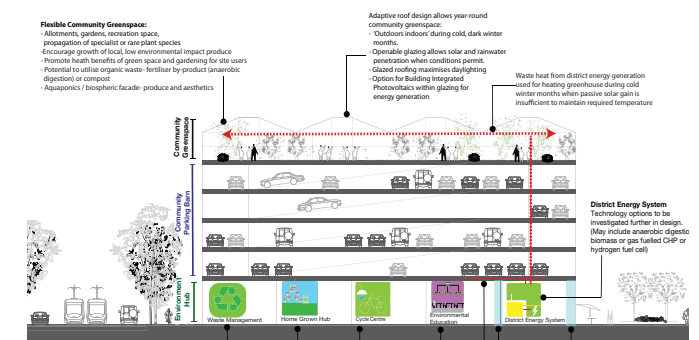 Flexible Community Greenspace:
- Allotments, gardens, recreation space,
propagation of specialist or rare plant species
-Encourage growth of local, low environmental impact produce
- Promote heath benefits of green space and gardening for site users
- Potential to utilise organic waste- fertiliser by-product (anaerobic
digestion) or compost
- Aquaponics / biospheric facade- produce and aesthetics
Adaptive roof design allows year-round
community greenspace:
- 'Outdoors indoors' during cold, dark winter
months.
- Openable glazing allows solar and rainwater
penetration when conditions permit.
- Glazed roofing maximises daylighting
- Option for Building Integrated
Photovoltaics within glazing for
energy generation
Waste heat from district energy generation
used for heating greenhouse during cold
winter months when passive solar gain is
insufficient to maintain required temperature
Community
Greenspace
Community
Parking Barn
Environment
Hub
District Energy System
Technology options to be
investigated further in design.
(May include anaerobic digestio
biomass or gas fuelled CHP or
hydrogen fuel cell)
Waste Management
Home Grown Hub
Cycle Centre
Environmental
Education
District Energy System